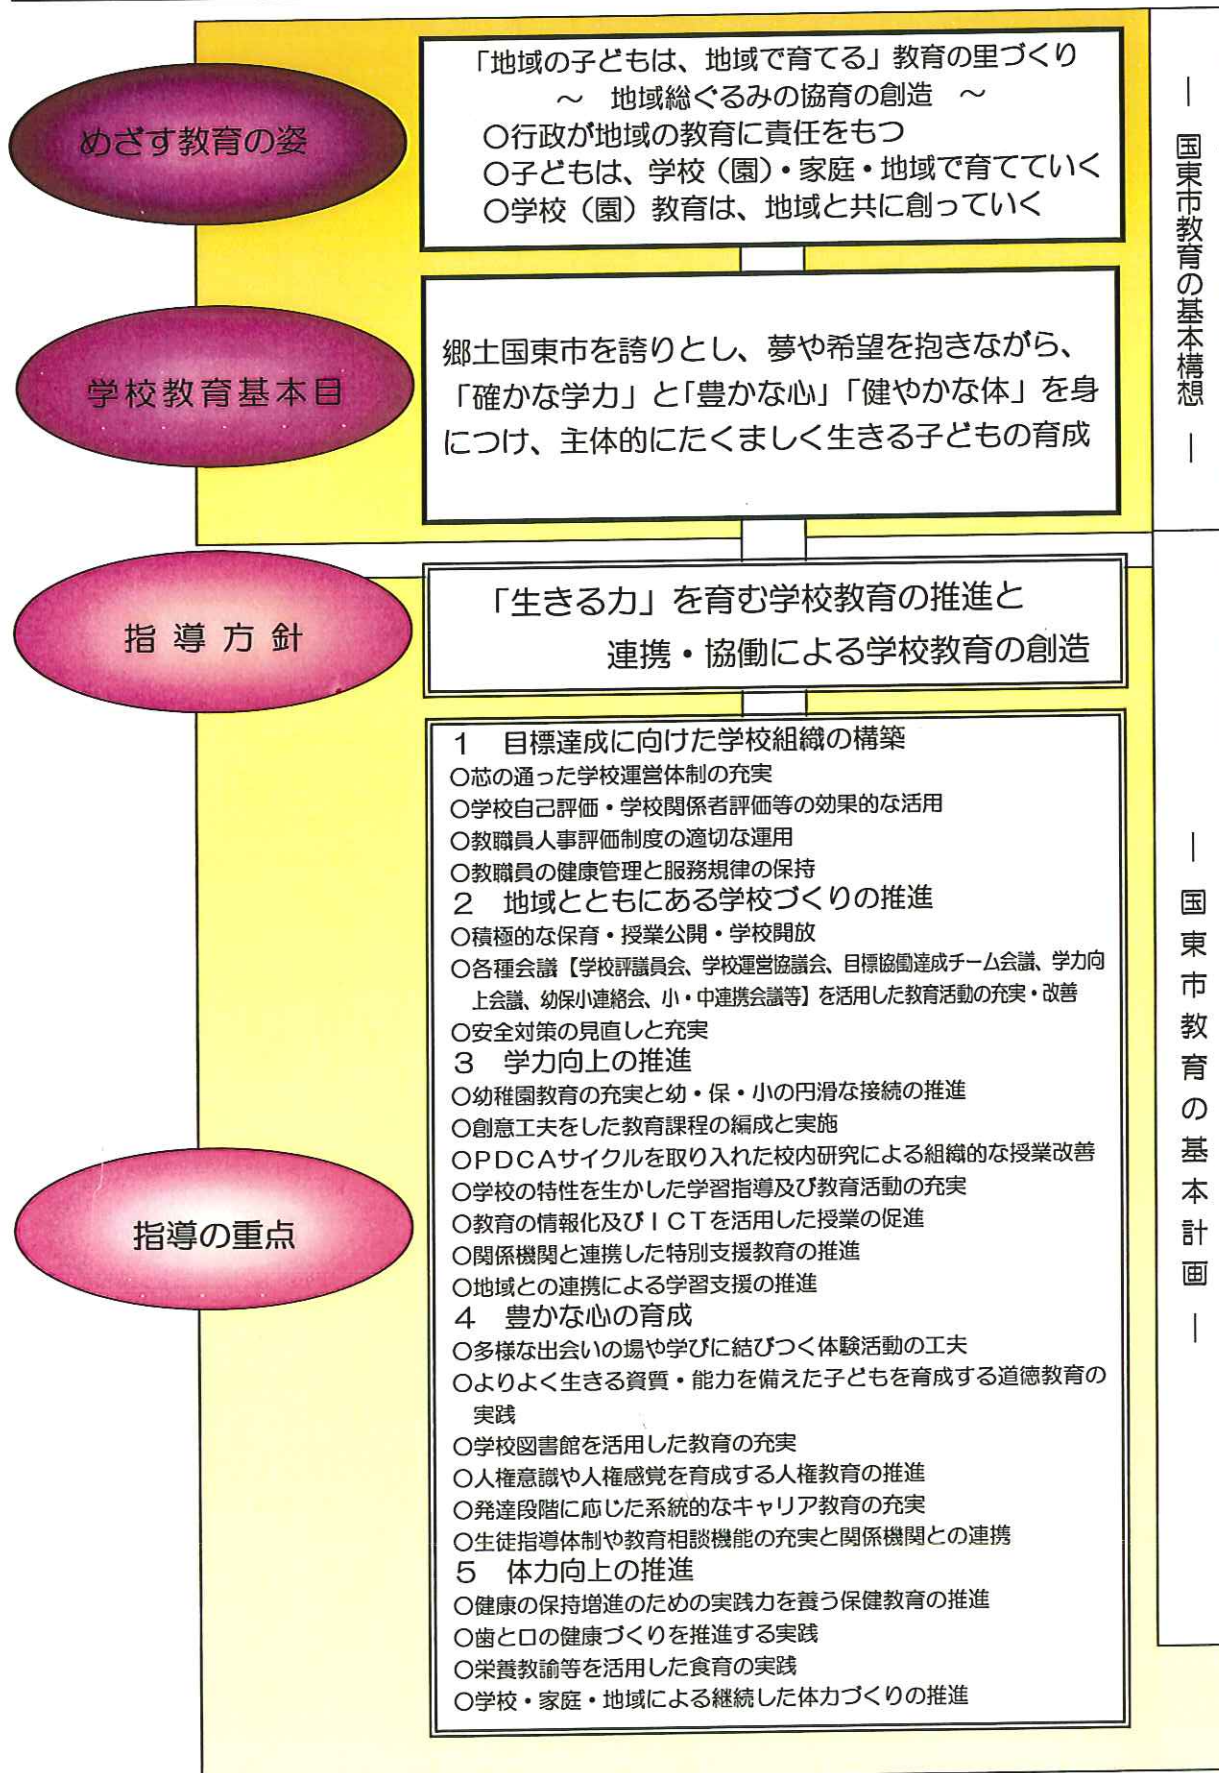 めざす教育の姿
「地域の子どもは、地域で育てる」教育の里づくり
～ 地域総ぐるみの協育の創造 ～
○行政が地域の教育に責任をもつ
○子どもは、学校（園）・家庭・地域で育てていく
○学校（園）教育は、地域と共に創っていく
学校教育基本目
郷土国東市を誇りとし、夢や希望を抱きながら、
「確かな学力」と「豊かな心」「健やかな体」を身
につけ、主体的にたくましく生きる子どもの育成
― 国東市教育の基本構想 ―
指導方針
「生きる力」を育む学校教育の推進と
連携・協働による学校教育の創造
指導の重点
１ 目標達成に向けた学校組織の構築
○芯の通った学校運営体制の充実
○学校自己評価・学校関係者評価等の効果的な活用
○教職員人事評価制度の適切な運用
○教職員の健康管理と服務規律の保持
２ 地域とともにある学校づくりの推進
○積極的な保育・授業公開・学校開放
○各種会議【学校評議員会、学校運営協議会、目標協働達成チーム会議、学力向
上会議、幼保小連絡会、小・中連携会議等】を活用した教育活動の充実・改善
○安全対策の見直しと充実
３ 学力向上の推進
○幼稚園教育の充実と幼・保・小の円滑な接続の推進
○創意工夫をした教育課程の編成と実施
○ＰＤＣＡサイクルを取り入れた校内研究による組織的な授業改善
○学校の特性を生かした学習指導及び教育活動の充実
○教育の情報化及びＩＣＴを活用した授業の促進
○関係機関と連携した特別支援教育の推進
○地域との連携による学習支援の推進
４ 豊かな心の育成
○多様な出会いの場や学びに結びつく体験活動の工夫
○よりよく生きる資質・能力を備えた子どもを育成する道徳教育の
実践
○学校図書館を活用した教育の充実
○人権意識や人権感覚を育成する人権教育の推進
○発達段階に応じた系統的なキャリア教育の充実
○生徒指導体制や教育相談機能の充実と関係機関との連携
５ 体力向上の推進
○健康の保持増進のための実践力を養う保健教育の推進
○歯と口の健康づくりを推進する実践
○栄養教諭等を活用した食育の実践
○学校・家庭・地域による継続した体力づくりの推進
― 国東市教育の基本計画 ―